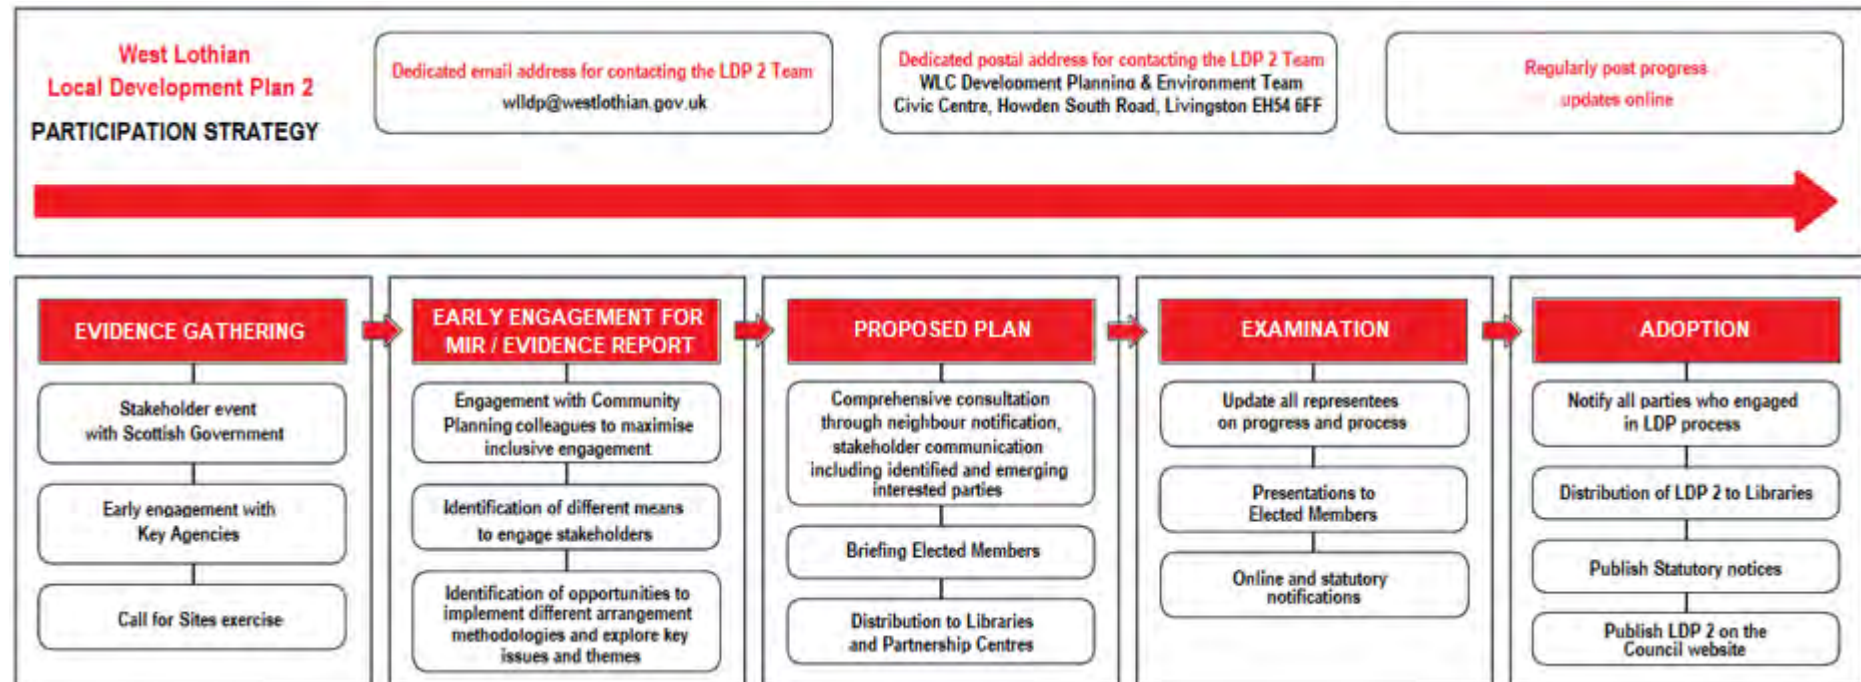 West Lothian
Local Development Plan 2
PARTICIPATION STRATEGY
Dedicated email address for contacting the LDP 2 Team
wlldp@westlothian.gov.uk
Dedicated postal address for contacting the LDP 2 Team
WLC Development Planning & Environment Team
Civic Centre, Howden South Road, Livingston EH54 6FF
Regularly post progress
updates online
EVIDENCE GATHERING
Stakeholder event
with Scottish Government
Early engagement with
Key Agencies
Call for Sites exercise
EARLY ENGAGEMENT FOR
MIR / EVIDENCE REPORT
Engagement with Community
Planning colleagues to maximise
inclusive engagement
Identification of different means
to engage stakeholders
Identification of opportunities to
implement different arrangement
methodologies and explore key
issues and themes
PROPOSED PLAN
Comprehensive consultation
through neighbour notification,
stakeholder communication
including identified and emerging
interested parties
Briefing Elected Members
Distribution to Libraries
and Partnership Centres
EXAMINATION
Update all representees
on progress and process
Presentations to
Elected Members
Online and statutory
notifications
ADOPTION
Notify all parties who engaged
in LDP process
Distribution of LDP 2 to Libraries
Publish Statutory notices
Publish LDP 2 on the
Council website